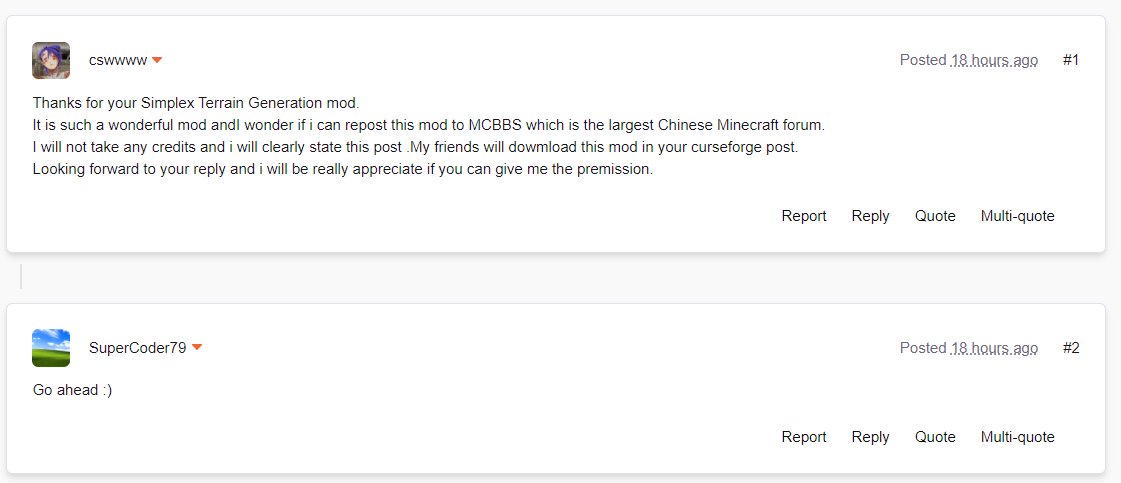 cswwww
Posted 18 hours ago #1
Thanks for your Simplex Terrain Generation mod.
It is such a wonderful mod andI wonder if i can repost this mod to MCBBS which is the largest Chinese Minecraft forum.
I will not take any credits and i will clearly state this post .My friends will dowmload this mod in your curseforge post.
Looking forward to your reply and i will be really appreciate if you can give me the premission.
Report Reply Quote Multi-quote
SuperCoder79
Posted 18 hours ago #2
Go ahead :)
Report Reply Quote Multi-quote